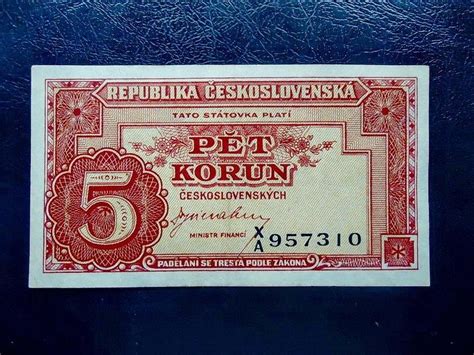 REPUBLIKA ČESKOSLOVENSKÁ
TATO STÁTOVKA PLATÍ
PĚT
KORUN
ČESKOSLOVENSKÝCH
5
MINISTR FINANCÍ
X/A 957310
PADĚLÁNÍ SE TRESTÁ PODLE ZÁKONA